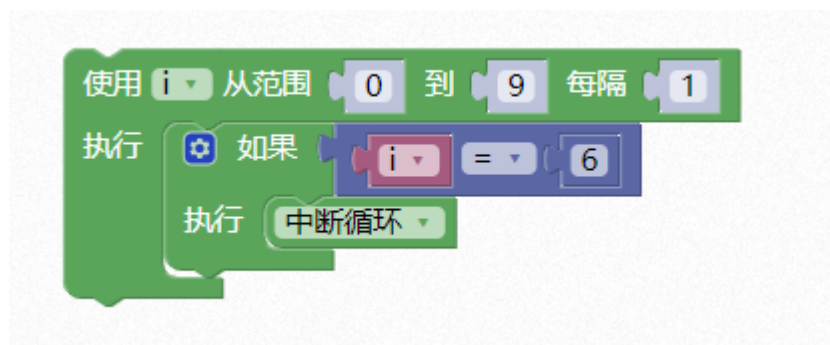 使用 i 从范围 0 到 9 每隔 1
执行 如果 i = 6
执行 中断循环